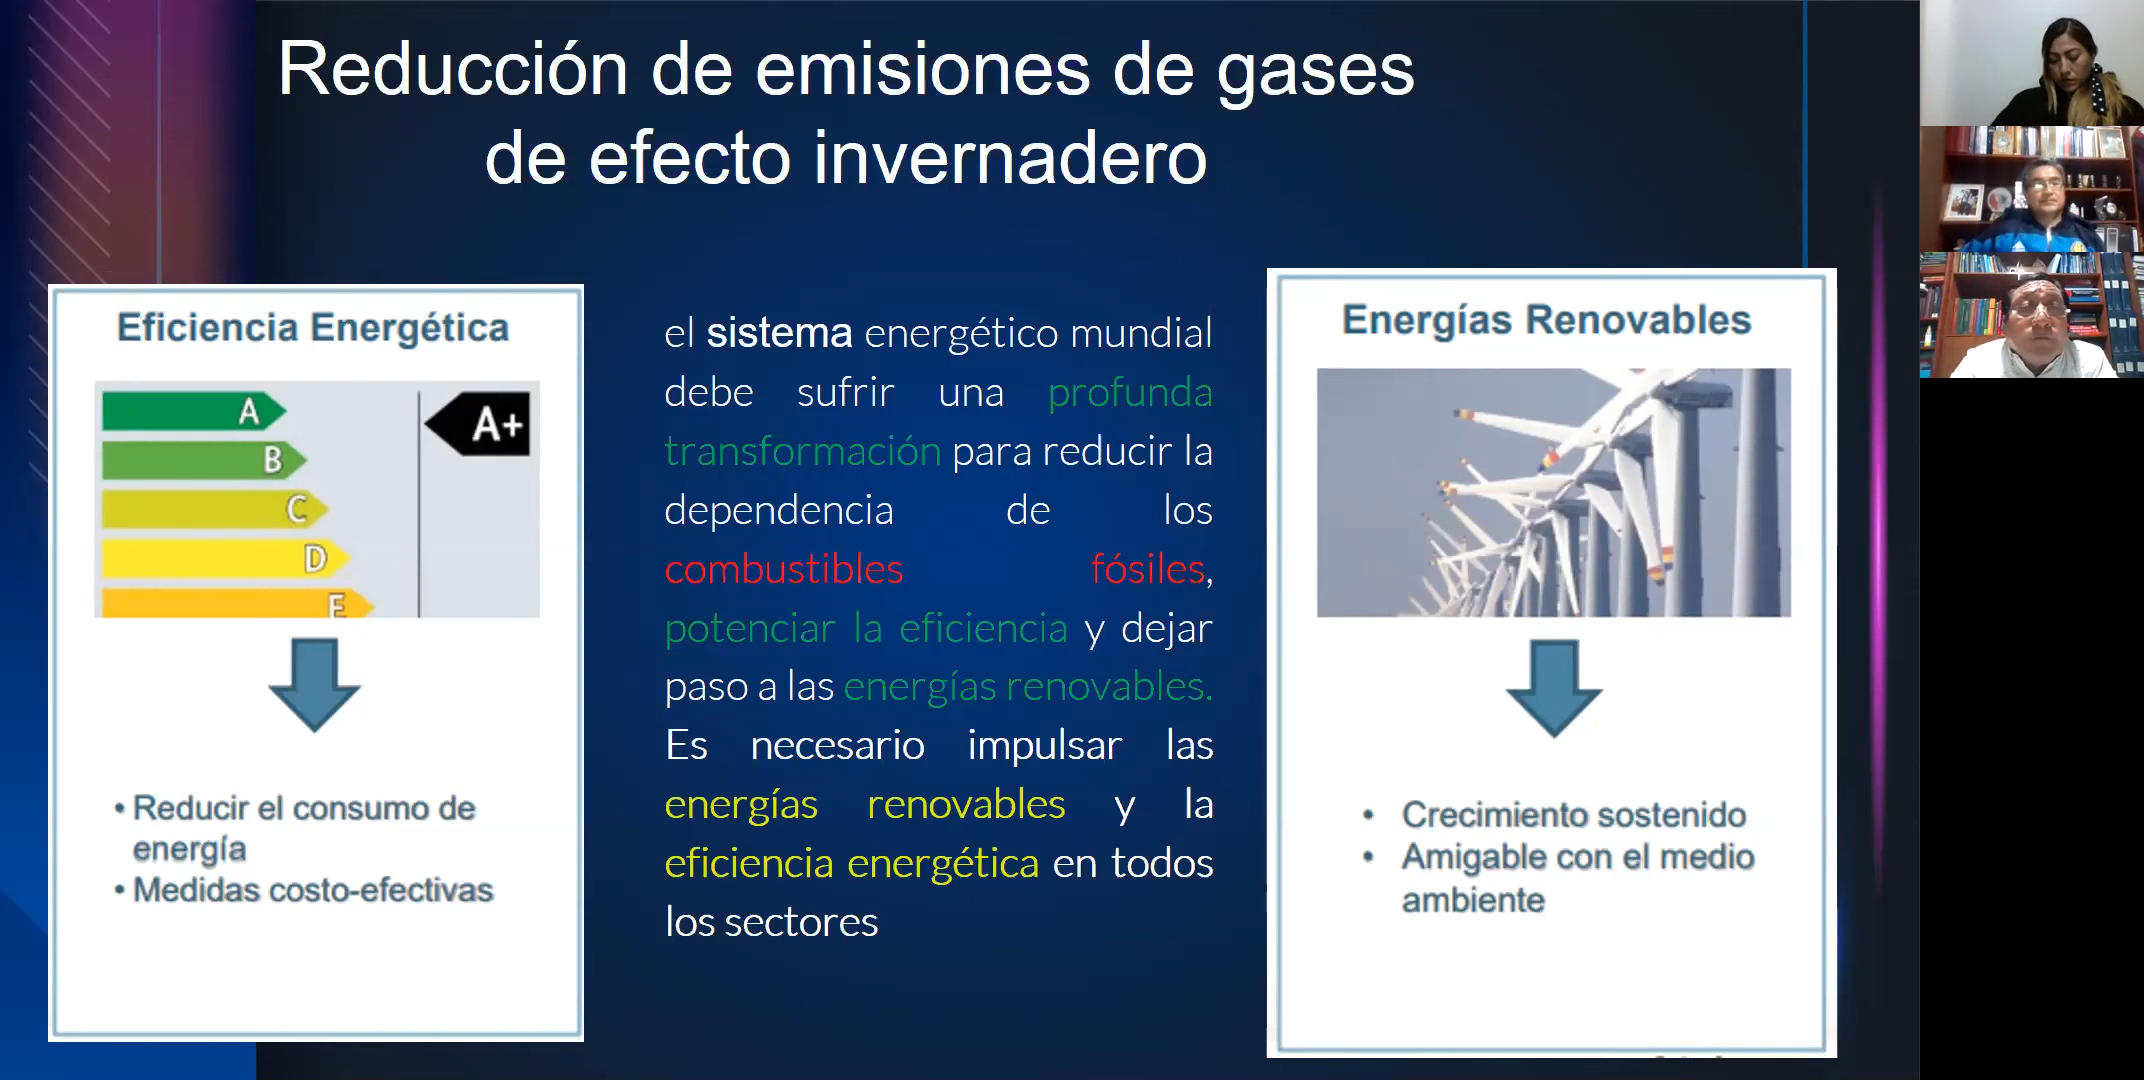 Reducción de emisiones de gases
de efecto invernadero
Eficiencia Energética
A
B
C
D
E
A+
• Reducir el consumo de
energía
• Medidas costo-efectivas
el sistema energético mundial
debe sufrir una profunda
transformación para reducir la
dependencia de los
combustibles fósiles,
potenciar la eficiencia y dejar
paso a las energías renovables.
Es necesario impulsar las
energías renovables y la
eficiencia energética en todos
los sectores
Energías Renovables
• Crecimiento sostenido
• Amigable con el medio
ambiente